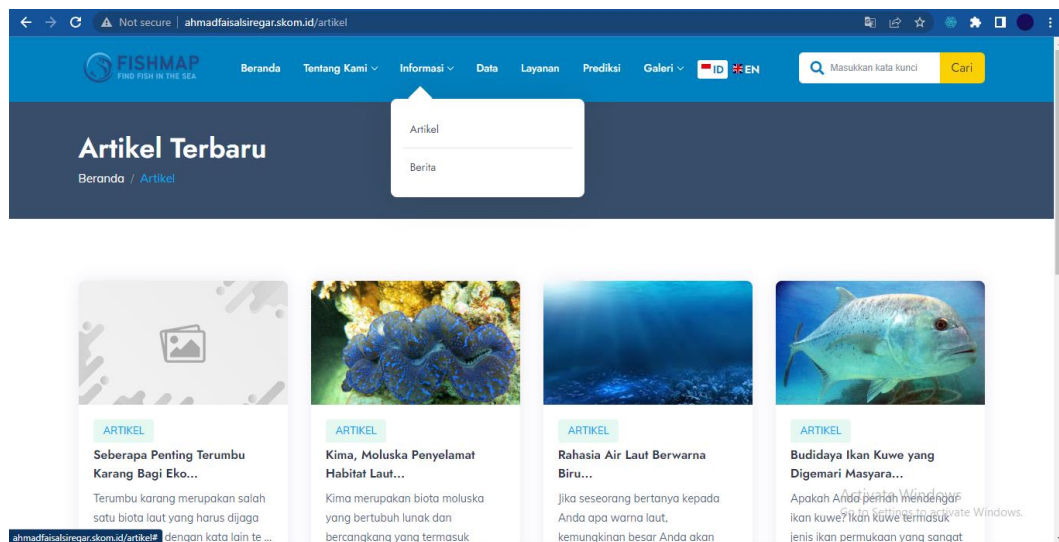 Not secure ahmadfaisalsiregar.skom.id/artikel
FISHMAP
FIND FISH IN THE SEA
Beranda Tentang Kami Informasi Data Layanan Prediksi Galeri ID EN
Masukkan kata kunci Cari
Artikel
Berita
Artikel Terbaru
Beranda / Artikel
ARTIKEL
Seberapa Penting Terumbu
Karang Bagi Eko...
Terumbu karang merupakan salah
satu biota laut yang harus dijaga
dengan kata lain te ...
ARTIKEL
Kima, Moluska Penyelamat
Habitat Laut...
Kima merupakan biota moluska
yang bertubuh lunak dan
bercangkang yang termasuk
ARTIKEL
Rahasia Air Laut Berwarna
Biru...
Jika seseorang bertanya kepada
Anda apa warna laut,
kemungkinan besar Anda akan
ARTIKEL
Budidaya Ikan Kuwe yang
Digemari Masyara...
Apakah Anda pernah mendengar
ikan kuwe? Ikan kuwe termasuk
jenis ikan permukaan yang sangat
Activate Windows
Go to Settings to activate Windows.
ahmadfaisalsiregar.skom.id/artikel#